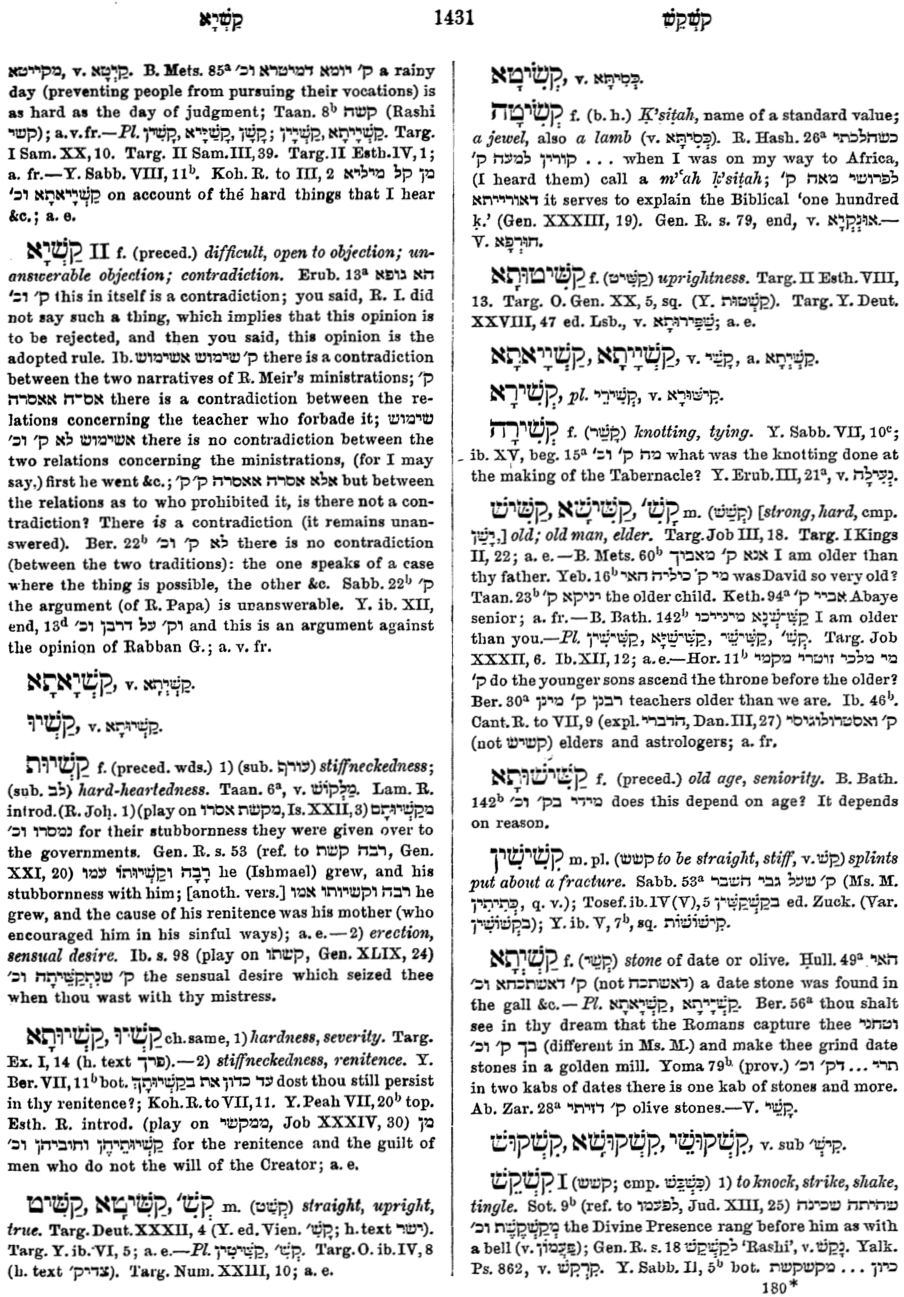 קַשְׁיָא 1431 קִשְׁקֵשׁ
מקייטא, v. קַיְטָא. B. Mets. 85ᵃ ק׳ יומא דמיטרא וכ׳ a rainy
day (preventing people from pursuing their vocations) is
as hard as the day of judgment; Taan. 8ᵇ קשה (Rashi
קשי); a. v. fr.—Pl. קָשִׁין, קַשְׁיָיא, קָשָׁן; קַשְׁיָין, קַשְׁיָיתָא. Targ.
I Sam. XX, 10. Targ. II Sam. III, 39. Targ. II Esth. IV, 1;
a. fr.—Y. Sabb. VIII, 11ᵇ. Koh. R. to III, 2 מן קל מיליא
קַשְׁיָיאתָא וכ׳ on account of the hard things that I hear
&c.; a. e.
קַשְׁיָא II f. (preced.) difficult, open to objection; un-
answerable objection; contradiction. Erub. 13ᵃ הא גופא
ק׳ וכ׳ this in itself is a contradiction; you said, R. I. did
not say such a thing, which implies that this opinion is
to be rejected, and then you said, this opinion is the
adopted rule. Ib. ק׳ שימוש אשימוש there is a contradiction
between the two narratives of R. Meir's ministrations; ק׳
אס״ה אאסרה there is a contradiction between the re-
lations concerning the teacher who forbade it; שימוש
אשימוש לא ק׳ וכ׳ there is no contradiction between the
two relations concerning the ministrations, (for I may
say.) first he went &c.; אלא אסרה אאסרה ק׳ ק׳ but between
the relations as to who prohibited it, is there not a con-
tradiction? There is a contradiction (it remains unan-
swered). Ber. 22ᵇ לא ק׳ וכ׳ there is no contradiction
(between the two traditions): the one speaks of a case
where the thing is possible, the other &c. Sabb. 22ᵇ ק׳
the argument (of R. Papa) is unanswerable. Y. ib. XII,
end, 13ᵈ וק׳ על דרבן וכ׳ and this is an argument against
the opinion of Rabban G.; a. v. fr.
קַשְׁיָאתָא, v. קַשְׁיְתָא.
קַשְׁיוּ, v. קַשְׁיוּתָא.
קַשְׁיוּת f. (preced. wds.) 1) (sub. עורף) stiffneckedness;
(sub. לב) hard-heartedness. Taan. 6ᵃ, v. מַלְקוֹשׁ. Lam. R.
introd. (R. Joh. 1) (play on מקשת אסרו, Is. XXII, 3) מקַשְׁיוּתָם
נמסרו וכ׳ for their stubbornness they were given over to
the governments. Gen. R. s. 53 (ref. to רבה קשת, Gen.
XXI, 20) רָבָה וקַשְׁיוּתוֹ עמו he (Ishmael) grew, and his
stubbornness with him; [anoth. vers.] רבה וקשיותו אמו he
grew, and the cause of his renitence was his mother (who
encouraged him in his sinful ways); a. e.—2) erection,
sensual desire. Ib. s. 98 (play on קשתו, Gen. XLIX, 24)
ק׳ שנתקַשֵּׁיתָה וכ׳ the sensual desire which seized thee
when thou wast with thy mistress.
קַשְׁיוּ, קַשְׁיוּתָא ch. same, 1) hardness, severity. Targ.
Ex. I, 14 (h. text פרך).—2) stiffneckedness, renitence. Y.
Ber. VII, 11ᵇ bot. עד כדון את בקַשְׁיוּתָךְ dost thou still persist
in thy renitence?; Koh. R. to VII, 11. Y. Peah VII, 20ᵇ top.
Esth. R. introd. (play on ממקשי, Job XXXIV, 30) מן
קַשְׁיוּתֵיהֶן וחוביהן וכ׳ for the renitence and the guilt of
men who do not the will of the Creator; a. e.
קַשִּׁיט, קַשִּׁיטָא, קְשׁ׳ m. (קְשַׁט) straight, upright,
true. Targ. Deut. XXXII, 4 (Y. ed. Vien. קְשׁ׳; h. text ישר).
Targ. Y. ib. VI, 5; a. e.—Pl. קַשִּׁיטִין, קְשׁ׳. Targ. O. ib. IV, 8
(h. text צדיק). Targ. Num. XXIII, 10; a. e.
קְשִׂיטָא, v. כְּסִיתָּא.
קְשִׂיטָה f. (b. h.) Ḳ'siṭah, name of a standard value;
a jewel, also a lamb (v. כְּסִיתָּא). R. Hash. 26ᵃ כשהלכתי
קורין למעה ק׳ ... when I was on my way to Africa,
(I heard them) call a m'ʿah ḳ'siṭah; לפרושי מאה ק׳
דאורייתא it serves to explain the Biblical 'one hundred
ḳ.' (Gen. XXXIII, 19). Gen. R. s. 79, end, v. אוּנְקְיָא.—
V. חוּרְפָּא.
קַשִּׁיטוּתָא f. (קַשִּׁיט) uprightness. Targ. II Esth. VIII,
13. Targ. O. Gen. XX, 5, sq. (Y. קַשְׁטוּת). Targ. Y. Deut.
XXVIII, 47 ed. Lsb., v. שַׁפִּירוּתָא; a. e.
קַשְׁיָיאתָא, קַשְׁיָיתָא, v. קָשֵׁי, a. קַשְׁיְתָא.
קְשִׁירָא, pl. קְשִׁירֵי, v. קִישּׁוּרָא.
קְשִׁירָה f. (קָשַׁר) knotting, tying. Y. Sabb. VII, 10ᶜ;
ib. XV, beg. 15ᵃ מה ק׳ וכ׳ what was the knotting done at
the making of the Tabernacle? Y. Erub. III, 21ᵃ, v. נְעִילָה.
קַשִּׁישׁ, קַשִּׁישָׁא, קָשׁ׳ m. (קְשַׁשׁ) [strong, hard, cmp.
יָשֵׁן,] old; old man, elder. Targ. Job III, 18. Targ. I Kings
II, 22; a. e.—B. Mets. 60ᵇ אנא ק׳ מאביך I am older than
thy father. Yeb. 16ᵇ מי ק׳ כוליה האי was David so very old?
Taan. 23ᵇ ינוקא ק׳ the older child. Keth. 94ᵃ אביי ק׳ Abaye
senior; a. fr.—B. Bath. 142ᵇ קַשִּׁישְׁנָא מינייכו I am older
than you.—Pl. קַשִּׁישִׁין, קַשִּׁישַׁיָּא, קַשִּׁישֵׁי, קָשׁ׳. Targ. Job
XXXII, 6. Ib. XII, 12; a. e.—Hor. 11ᵇ מי מלכי זוטרי מקמי
ק׳ do the younger sons ascend the throne before the older?
Ber. 30ᵃ רבנן ק׳ מינן teachers older than we are. Ib. 46ᵇ.
Cant. R. to VII, 9 (expl. הדברי, Dan. III, 27) ק׳ ואסטרולוגיסי
(not קשיש) elders and astrologers; a. fr.
קַשִּׁישׁוּתָא f. (preced.) old age, seniority. B. Bath.
142ᵇ מידי בק׳ וכ׳ does this depend on age? It depends
on reason.
קְשִׁישִׁין m. pl. (קשש to be straight, stiff, v. קַשׁ) splints
put about a fracture. Sabb. 53ᵃ ק׳ שעל גבי השבר (Ms. M.
כְּתִיתִין, q. v.); Tosef. ib. IV (V), 5 בקַשְׁקַשִּׁין ed. Zuck. (Var.
בקַשּׁוֹשִׁין); Y. ib. V, 7ᵇ, sq. קִישׁוֹשׁוֹת.
קַשְׁיְתָא f. (קָשֵׁי) stone of date or olive. Ḥull. 49ᵃ האי
ק׳ דאשתכחא וכ׳ (not דאשתכח) a date stone was found in
the gall &c.—Pl. קַשְׁיָיאתָא, קַשְׁיָיתָא. Ber. 56ᵃ thou shalt
see in thy dream that the Romans capture thee וטחני
בך ק׳ וכ׳ (different in Ms. M.) and make thee grind date
stones in a golden mill. Yoma 79ᵇ (prov.) תרי ... דק׳ וכ׳
in two kabs of dates there is one kab of stones and more.
Ab. Zar. 28ᵃ ק׳ דזיתי olive stones.—V. קָשֵׁי.
קִשְׁקוּשׁ, קִשְׁקוּשָׁא, קִשְׁקוּשֵׁי, v. sub קִישׁ׳.
קִשְׁקֵשׁ I (קשש; cmp. כִּשְׁכֵּשׁ) 1) to knock, strike, shake,
tingle. Sot. 9ᵇ (ref. to לפעמו, Jud. XIII, 25) שהיתה שכינה
מְקַשְׁקֶשֶׁת וכ׳ the Divine Presence rang before him as with
a bell (v. פַּעֲמוֹן); Gen. R. s. 18 לקַשְׁקֵשׁ 'Rashi', v. נָקַשׁ. Yalk.
Ps. 862, v. קִרְקֵשׁ. Y. Sabb. II, 5ᵇ bot. כיון ... מקשקשת
180*